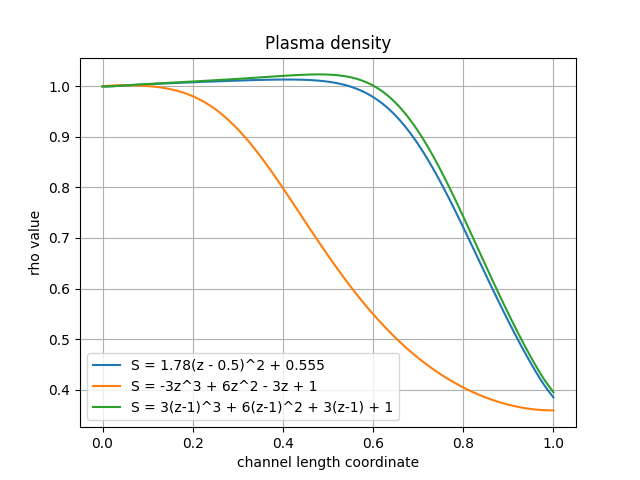 Plasma density
rho value
1.0
0.9
0.8
0.7
0.6
0.5
0.4
S = 1.78(z - 0.5)^2 + 0.555
S = -3z^3 + 6z^2 - 3z + 1
S = 3(z-1)^3 + 6(z-1)^2 + 3(z-1) + 1
0.0 0.2 0.4 0.6 0.8 1.0
channel length coordinate